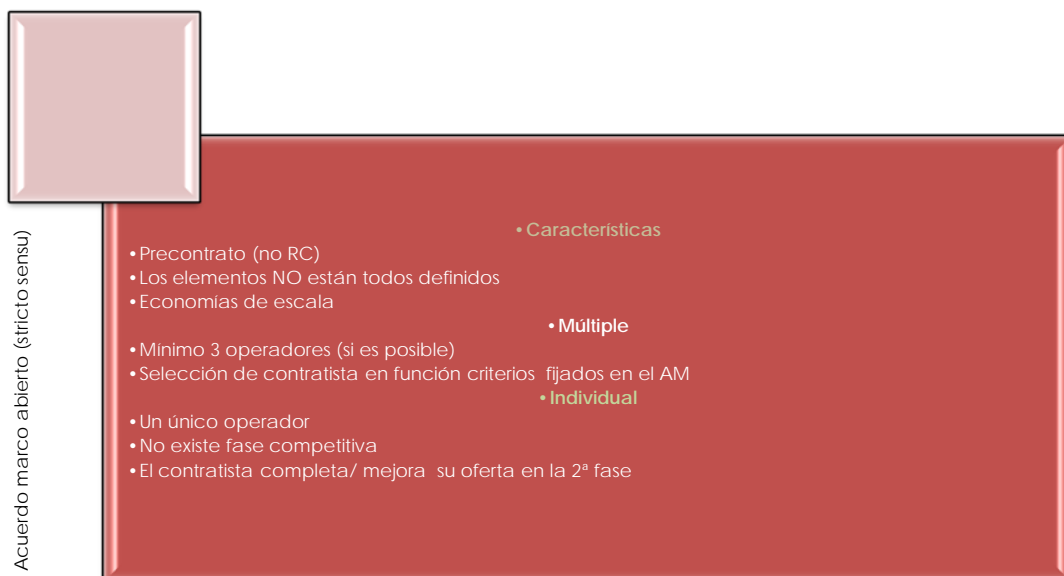 Acuerdo marco abierto (stricto sensu)
•Características
•Precontrato (no RC)
•Los elementos NO están todos definidos
•Economías de escala
•Múltiple
•Mínimo 3 operadores (si es posible)
•Selección de contratista en función criterios fijados en el AM
•Individual
•Un único operador
•No existe fase competitiva
•El contratista completa/ mejora su oferta en la 2ª fase